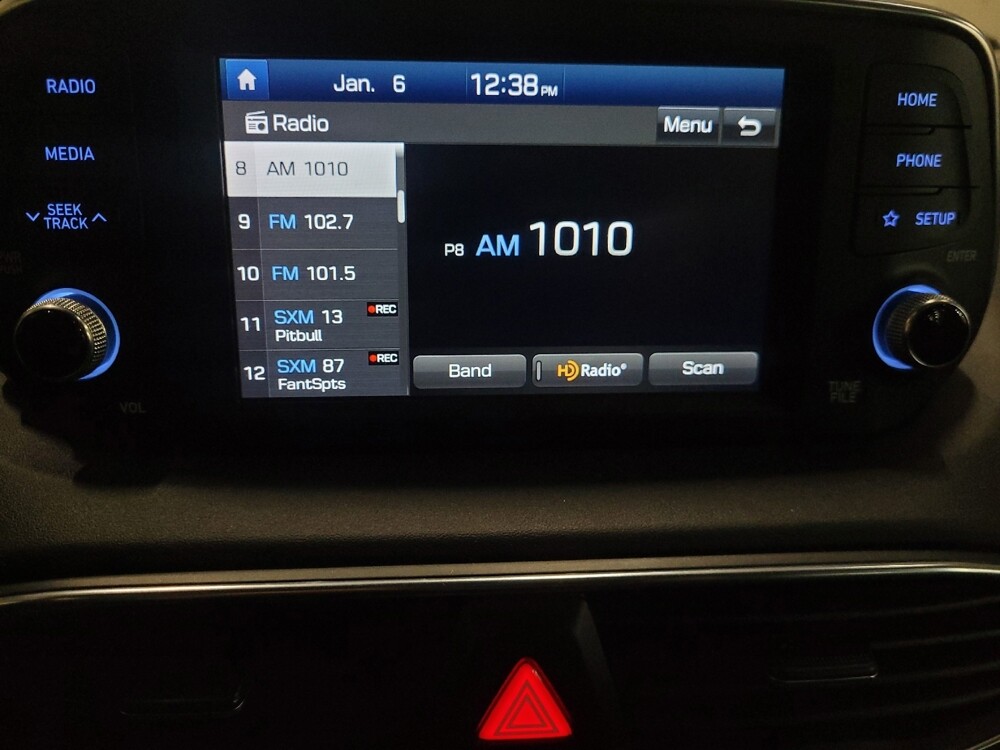 RADIO
MEDIA
SEEK
TRACK
VOL
Jan. 6 12:38 PM
Radio
Menu
8 AM 1010
9 FM 102.7
10 FM 101.5
11 SXM 13 REC
Pitbull
12 SXM 87 REC
FantSpts
P8 AM 1010
Band
HD Radio®
Scan
HOME
PHONE
SETUP
ENTER
TUNE
FILE